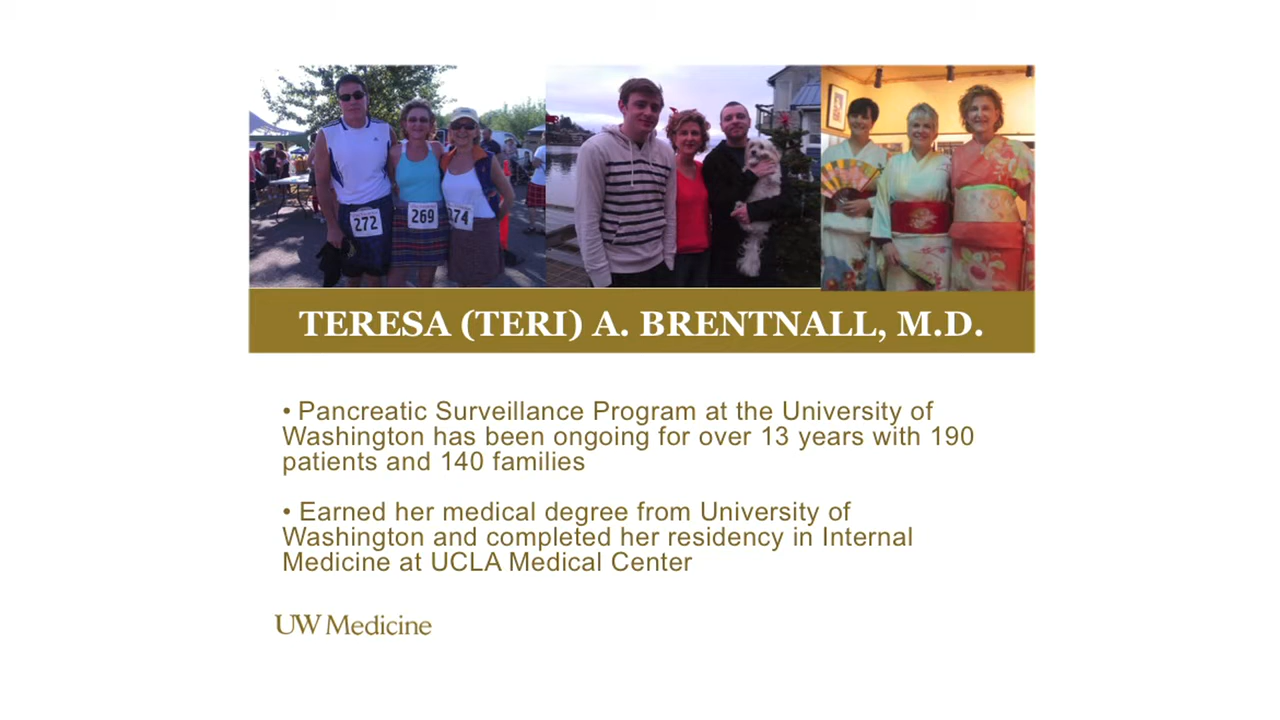 272
269
274
TERESA (TERI) A. BRENTNALL, M.D.
• Pancreatic Surveillance Program at the University of
Washington has been ongoing for over 13 years with 190
patients and 140 families
• Earned her medical degree from University of
Washington and completed her residency in Internal
Medicine at UCLA Medical Center
UW Medicine